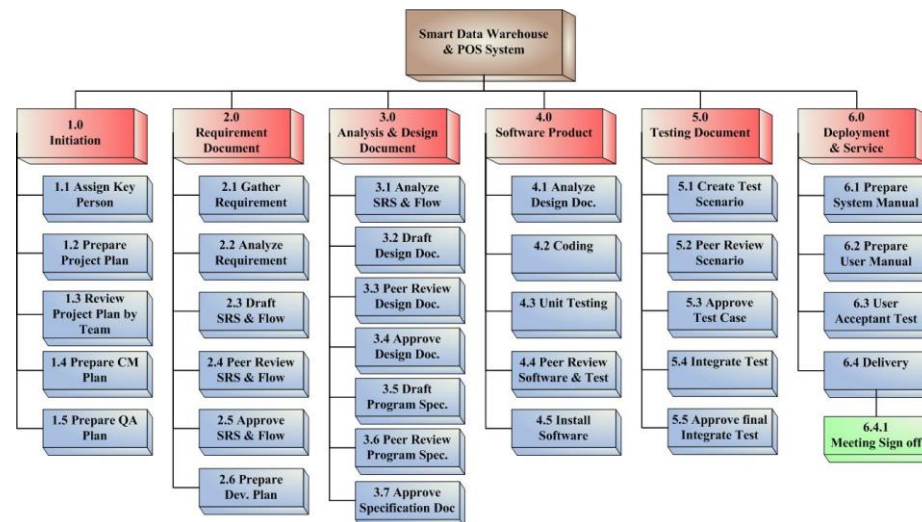 Smart Data Warehouse
& POS System
1.0
Initiation
1.1 Assign Key
Person
1.2 Prepare
Project Plan
1.3 Review
Project Plan by
Team
1.4 Prepare CM
Plan
1.5 Prepare QA
Plan
2.0
Requirement
Document
2.1 Gather
Requirement
2.2 Analyze
Requirement
2.3 Draft
SRS & Flow
2.4 Peer Review
SRS & Flow
2.5 Approve
SRS & Flow
2.6 Prepare
Dev. Plan
3.0
Analysis & Design
Document
3.1 Analyze
SRS & Flow
3.2 Draft
Design Doc.
3.3 Peer Review
Design Doc.
3.4 Approve
Design Doc.
3.5 Draft
Program Spec.
3.6 Peer Review
Program Spec.
3.7 Approve
Specification Doc
4.0
Software Product
4.1 Analyze
Design Doc.
4.2 Coding
4.3 Unit Testing
4.4 Peer Review
Software & Test
4.5 Install
Software
5.0
Testing Document
5.1 Create Test
Scenario
5.2 Peer Review
Scenario
5.3 Approve
Test Case
5.4 Integrate Test
5.5 Approve final
Integrate Test
6.0
Deployment
& Service
6.1 Prepare
System Manual
6.2 Prepare
User Manual
6.3 User
Acceptant Test
6.4 Delivery
6.4.1
Meeting Sign off